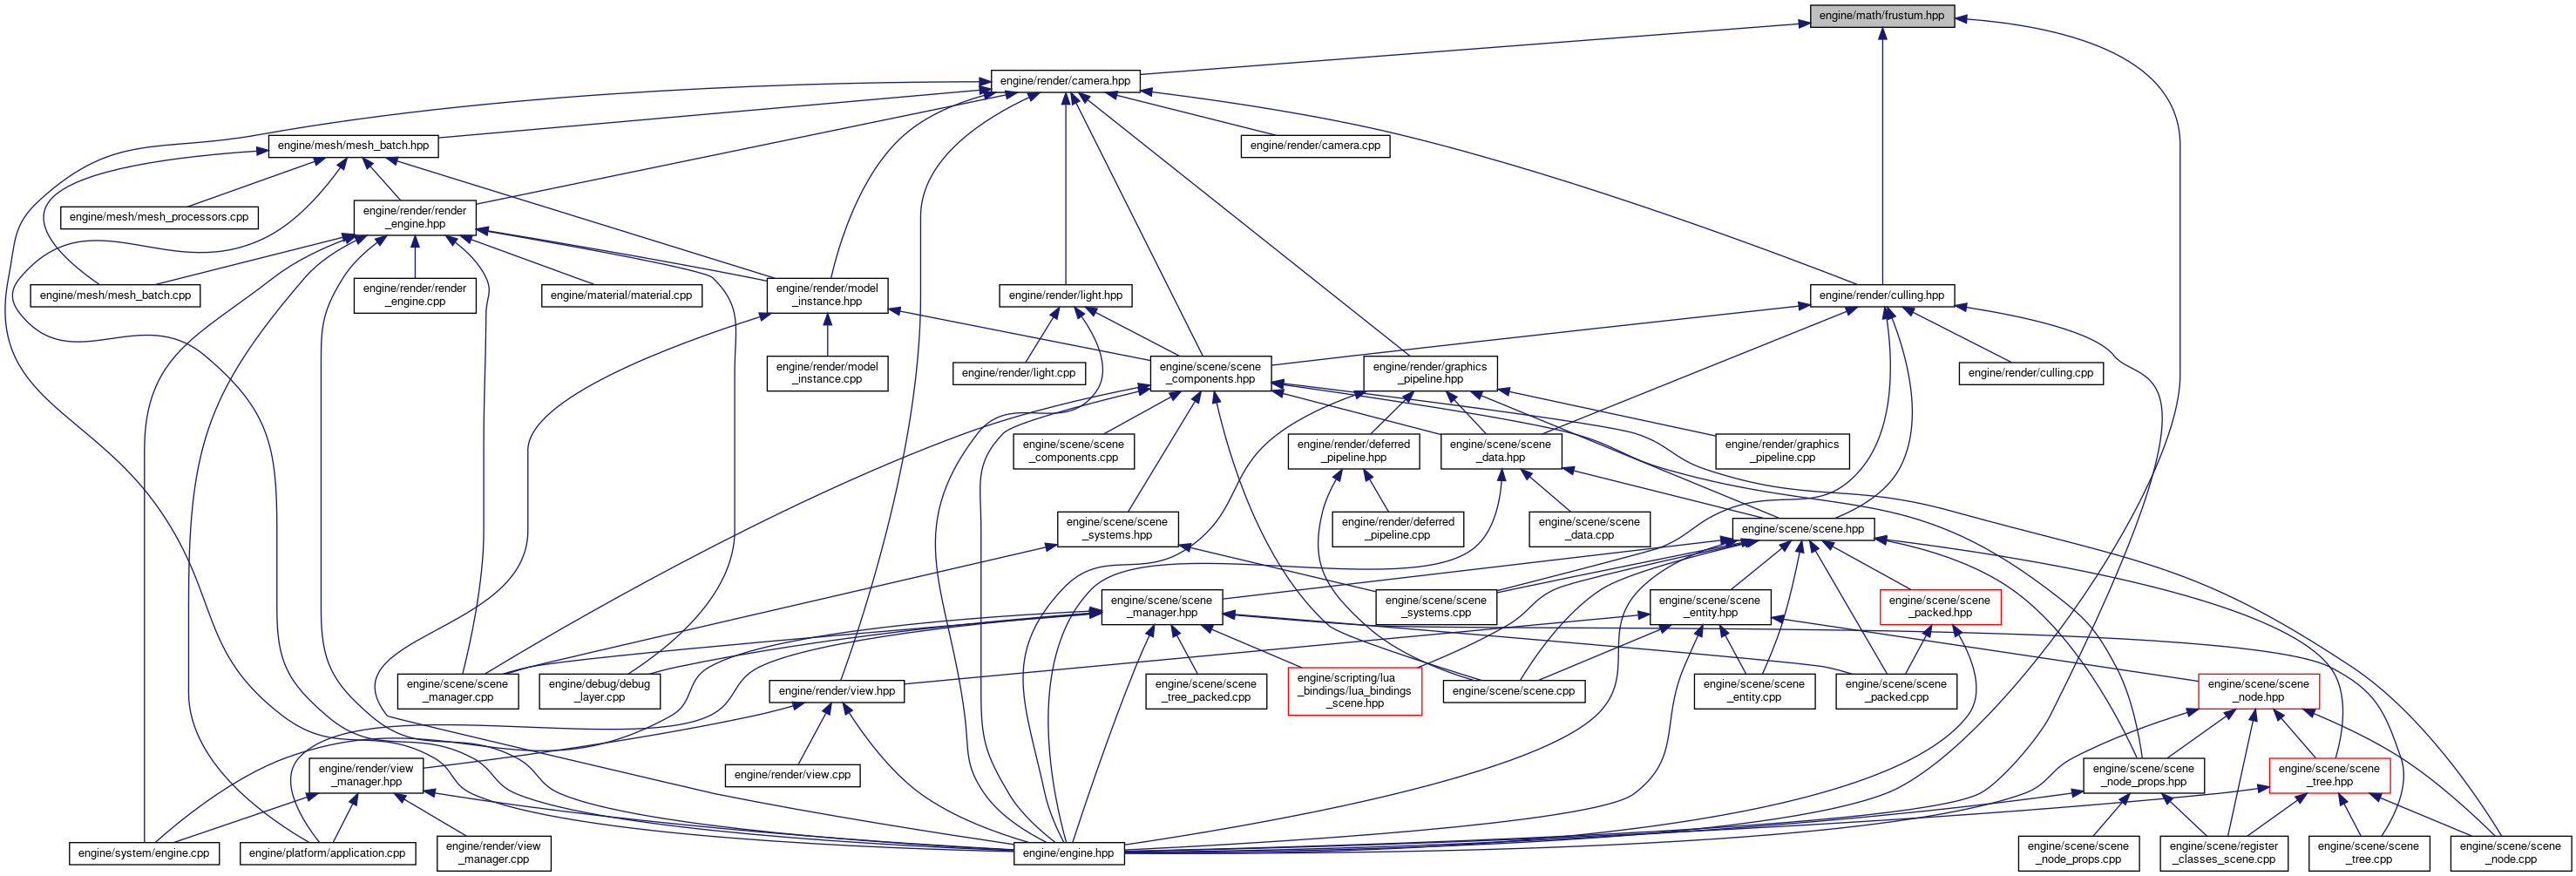 engine/math/frustum.hpp
engine/render/camera.hpp
engine/mesh/mesh_batch.hpp
engine/render/camera.cpp
engine/mesh/mesh_processors.cpp
engine/render/render
_engine.hpp
engine/mesh/mesh_batch.cpp
engine/render/render
_engine.cpp
engine/material/material.cpp
engine/render/model
_instance.hpp
engine/render/light.hpp
engine/render/culling.hpp
engine/render/model
_instance.cpp
engine/render/light.cpp
engine/scene/scene
_components.hpp
engine/render/graphics
_pipeline.hpp
engine/render/culling.cpp
engine/scene/scene
_components.cpp
engine/render/deferred
_pipeline.hpp
engine/scene/scene
_data.hpp
engine/render/graphics
_pipeline.cpp
engine/scene/scene
_systems.hpp
engine/render/deferred
_pipeline.cpp
engine/scene/scene
_data.cpp
engine/scene/scene.hpp
engine/scene/scene
_manager.hpp
engine/scene/scene
_systems.cpp
engine/scene/scene
_entity.hpp
engine/scene/scene
_packed.hpp
engine/scene/scene
_manager.cpp
engine/debug/debug
_layer.cpp
engine/render/view.hpp
engine/scene/scene
_tree_packed.cpp
engine/scripting/lua
_bindings/lua_bindings
_scene.hpp
engine/scene/scene.cpp
engine/scene/scene
_entity.cpp
engine/scene/scene
_packed.cpp
engine/scene/scene
_node.hpp
engine/render/view
_manager.hpp
engine/render/view.cpp
engine/scene/scene
_node_props.hpp
engine/scene/scene
_tree.hpp
engine/system/engine.cpp
engine/platform/application.cpp
engine/render/view
_manager.cpp
engine/engine.hpp
engine/scene/scene
_node_props.cpp
engine/scene/register
_classes_scene.cpp
engine/scene/scene
_tree.cpp
engine/scene/scene
_node.cpp